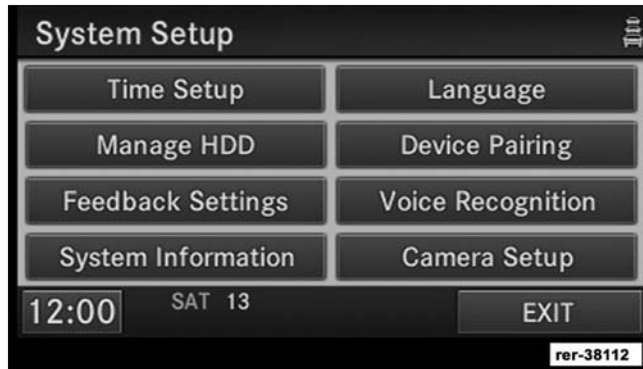 System Setup
Time Setup Language
Manage HDD Device Pairing
Feedback Settings Voice Recognition
System Information Camera Setup
12:00 SAT 13 EXIT
rer-38112